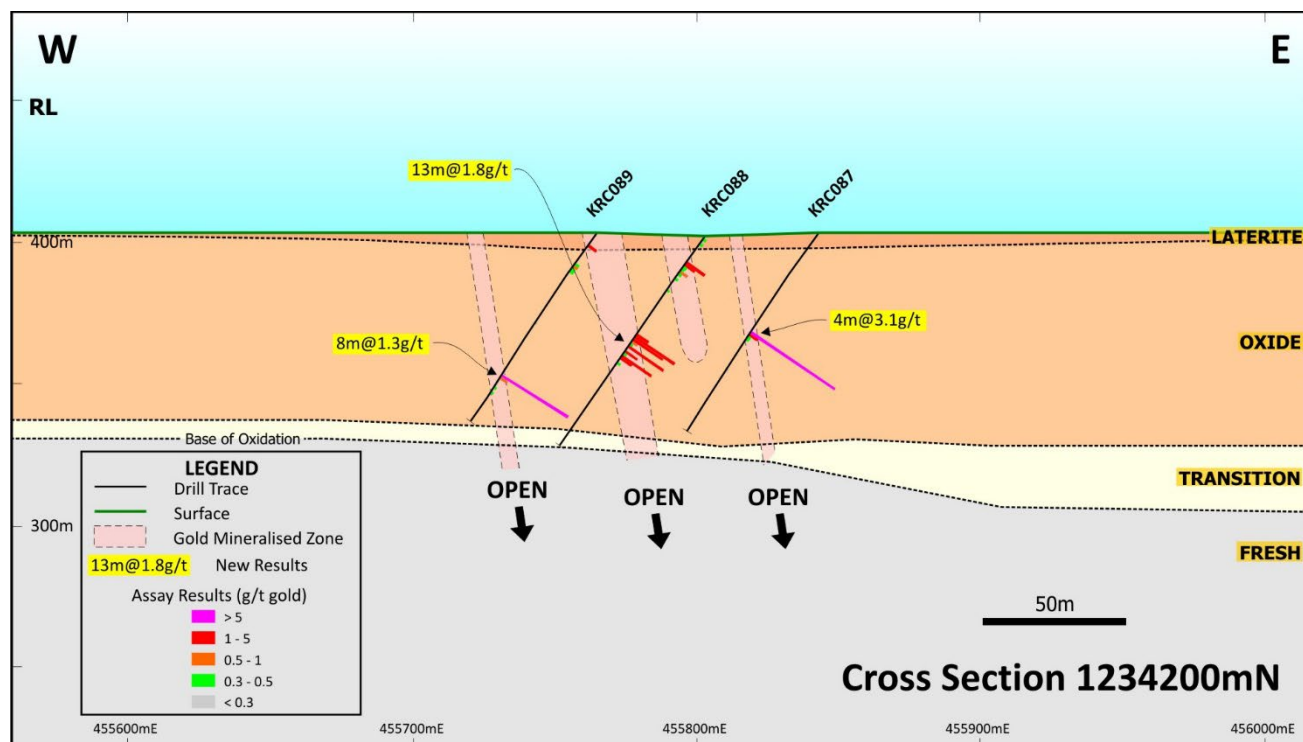 W
E
RL
13m@1.8g/t
KRC089
KRC088
KRC087
400m
LATERITE
8m@1.3g/t
4m@3.1g/t
OXIDE
Base of Oxidation
LEGEND
Drill Trace
Surface
Gold Mineralised Zone
13m@1.8g/t New Results
Assay Results (g/t gold)
> 5
1 - 5
0.5 - 1
0.3 - 0.5
< 0.3
OPEN
OPEN
OPEN
TRANSITION
300m
FRESH
50m
Cross Section 1234200mN
455600mE
455700mE
455800mE
455900mE
456000mE